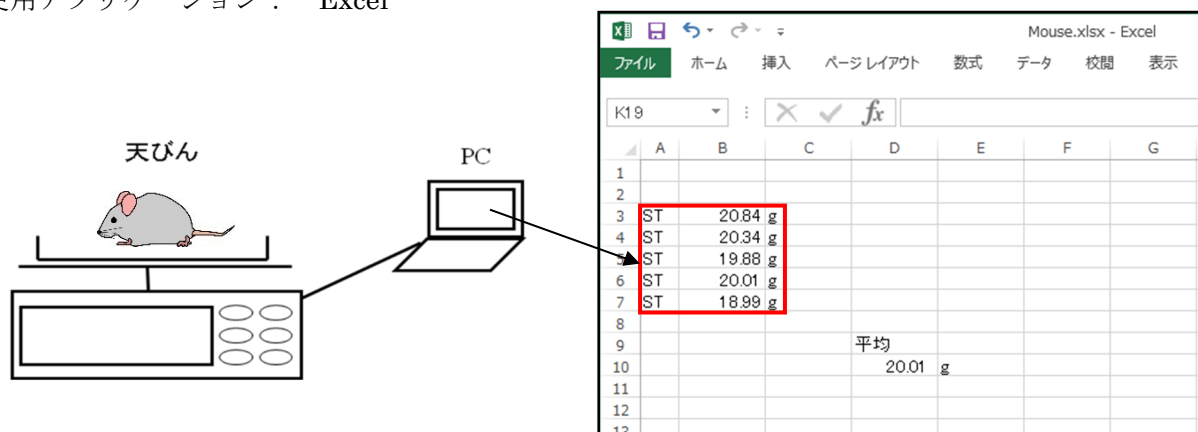 使用アプリケーション： Excel
天びん
PC
Mouse.xlsx - Excel
ファイル ホーム 挿入 ページ レイアウト 数式 データ 校閲 表示
K19 fx
A B C D E F G
1
2
3 ST 20.84 g
4 ST 20.34 g
5 ST 19.88 g
6 ST 20.01 g
7 ST 18.99 g
8
9 平均
10 20.01 g
11
12
13